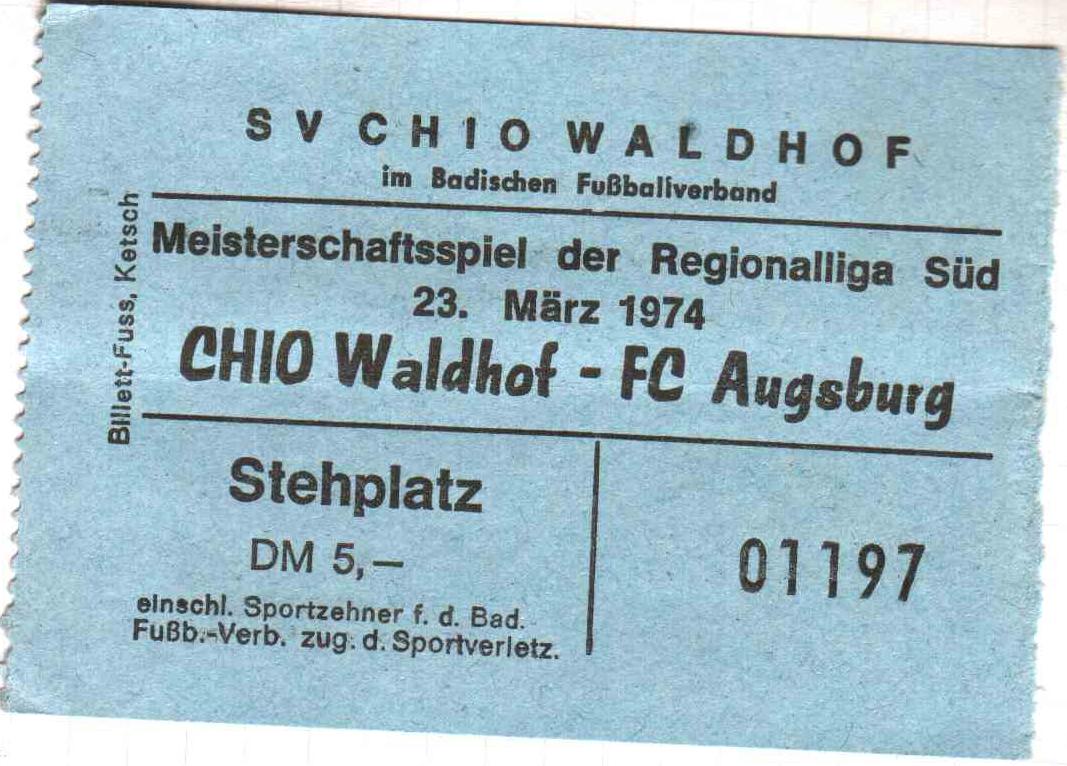 SV CHIO WALDHOF
im Badischen Fußballverband
Meisterschaftsspiel der Regionalliga Süd
23. März 1974
CHIO Waldhof - FC Augsburg
Billett-Fuss, Ketsch
Stehplatz
DM 5,—
einschl. Sportzehner f. d. Bad.
Fußb.-Verb. zug. d. Sportverletz.
01197